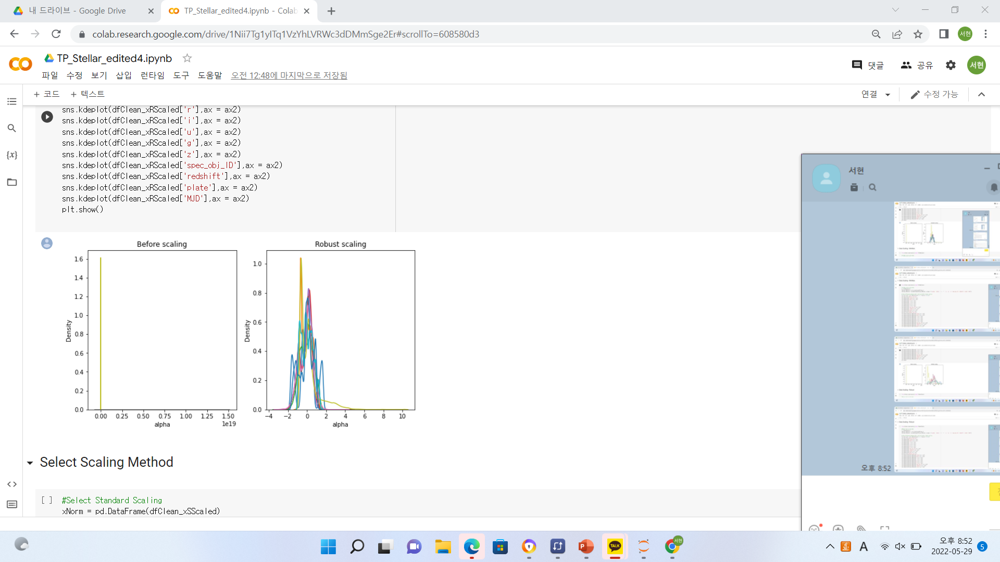 내 드라이브 - Google Drive
TP_Stellar_edited4.ipynb - Colab
colab.research.google.com/drive/1Nii7Tg1yITq1VzYhLVRWc3dDMmSge2Er#scrollTo=608580d3
서현
TP_Stellar_edited4.ipynb
파일 수정 보기 삽입 런타임 도구 도움말 오전 12:48에 마지막으로 저장됨
댓글 공유 서현
+ 코드 + 텍스트
연결 수정 가능
sns.kdeplot(dfClean_xRScaled['r'],ax = ax2)
sns.kdeplot(dfClean_xRScaled['i'],ax = ax2)
sns.kdeplot(dfClean_xRScaled['u'],ax = ax2)
sns.kdeplot(dfClean_xRScaled['g'],ax = ax2)
sns.kdeplot(dfClean_xRScaled['z'],ax = ax2)
sns.kdeplot(dfClean_xRScaled['spec_obj_ID'],ax = ax2)
sns.kdeplot(dfClean_xRScaled['redshift'],ax = ax2)
sns.kdeplot(dfClean_xRScaled['plate'],ax = ax2)
sns.kdeplot(dfClean_xRScaled['MJD'],ax = ax2)
plt.show()
{x}
Before scaling
1.6
1.4
1.2
1.0
0.8
0.6
0.4
0.2
0.0
Density
0.00 0.25 0.50 0.75 1.00 1.25 1.50
1e19
alpha
Robust scaling
1.0
0.8
0.6
0.4
0.2
0.0
Density
−4 −2 0 2 4 6 8 10
alpha
Select Scaling Method
[ ] #Select Standard Scaling
xNorm = pd.DataFrame(dfClean_xSScaled)
서현
오후 8:52
TALK
서현
A
오후 8:52
2022-05-29
5